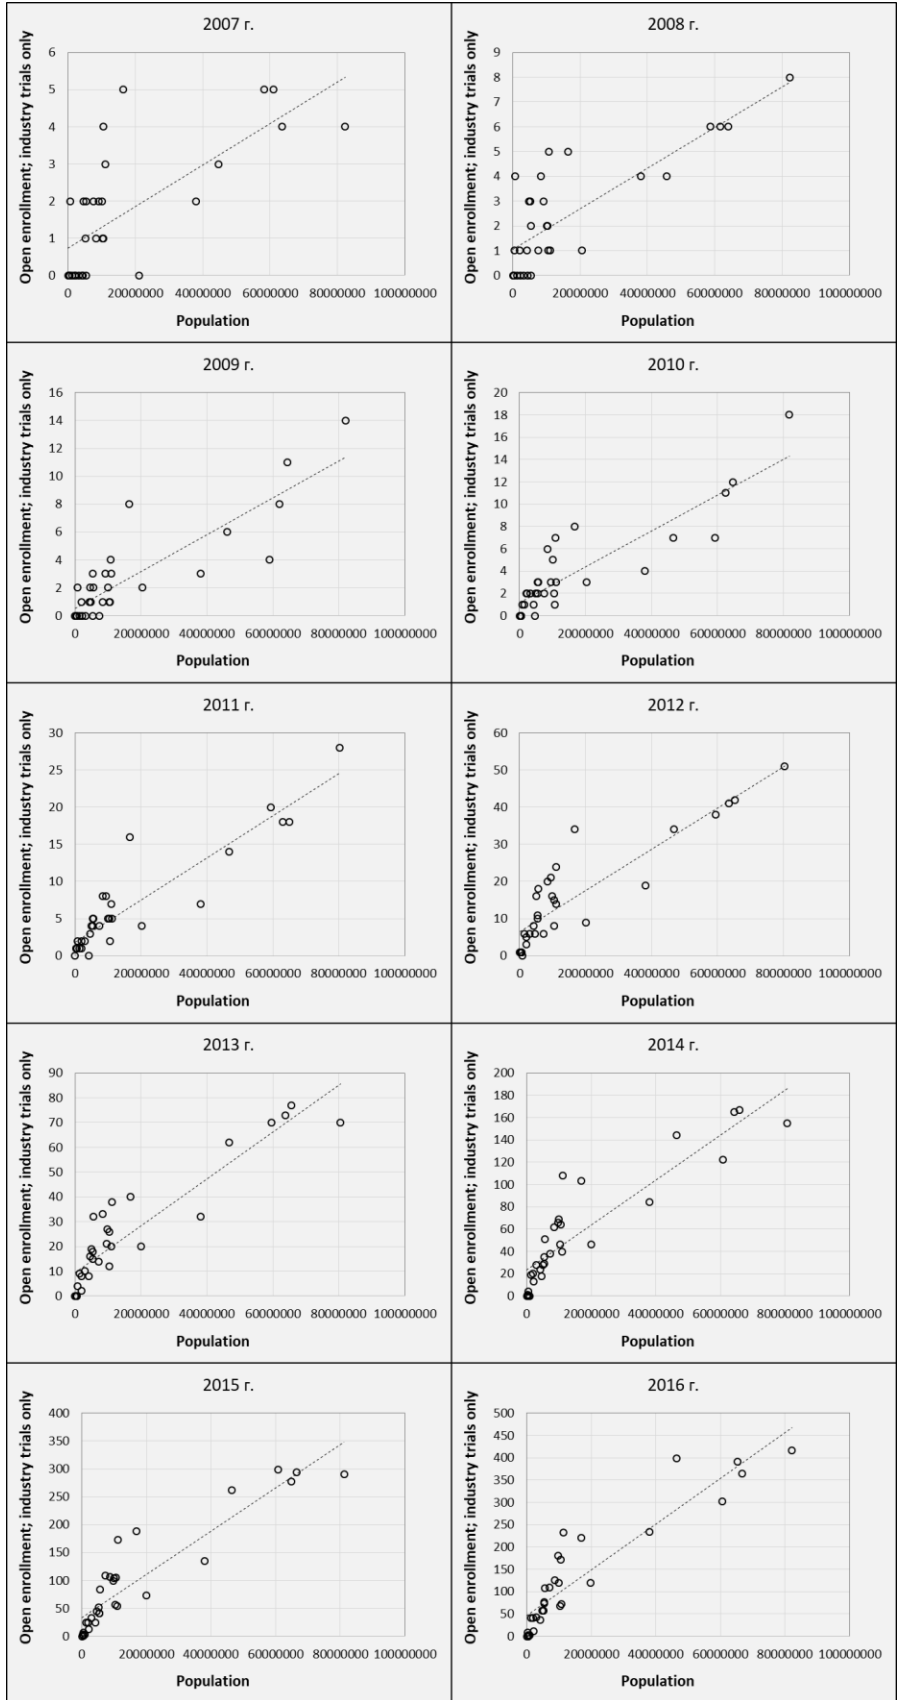 2007 г.
Open enrollment; industry trials only
6
5
4
3
2
1
0
0 20000000 40000000 60000000 80000000 100000000
Population
2008 г.
Open enrollment; industry trials only
9
8
7
6
5
4
3
2
1
0
0 20000000 40000000 60000000 80000000 100000000
Population
2009 г.
Open enrollment; industry trials only
16
14
12
10
8
6
4
2
0
0 20000000 40000000 60000000 80000000 100000000
Population
2010 г.
Open enrollment; industry trials only
20
18
16
14
12
10
8
6
4
2
0
0 20000000 40000000 60000000 80000000 100000000
Population
2011 г.
Open enrollment; industry trials only
30
25
20
15
10
5
0
0 20000000 40000000 60000000 80000000 100000000
Population
2012 г.
Open enrollment; industry trials only
60
50
40
30
20
10
0
0 20000000 40000000 60000000 80000000 100000000
Population
2013 г.
Open enrollment; industry trials only
90
80
70
60
50
40
30
20
10
0
0 20000000 40000000 60000000 80000000 100000000
Population
2014 г.
Open enrollment; industry trials only
200
180
160
140
120
100
80
60
40
20
0
0 20000000 40000000 60000000 80000000 100000000
Population
2015 г.
Open enrollment; industry trials only
400
350
300
250
200
150
100
50
0
0 20000000 40000000 60000000 80000000 100000000
Population
2016 г.
Open enrollment; industry trials only
500
450
400
350
300
250
200
150
100
50
0
0 20000000 40000000 60000000 80000000 100000000
Population